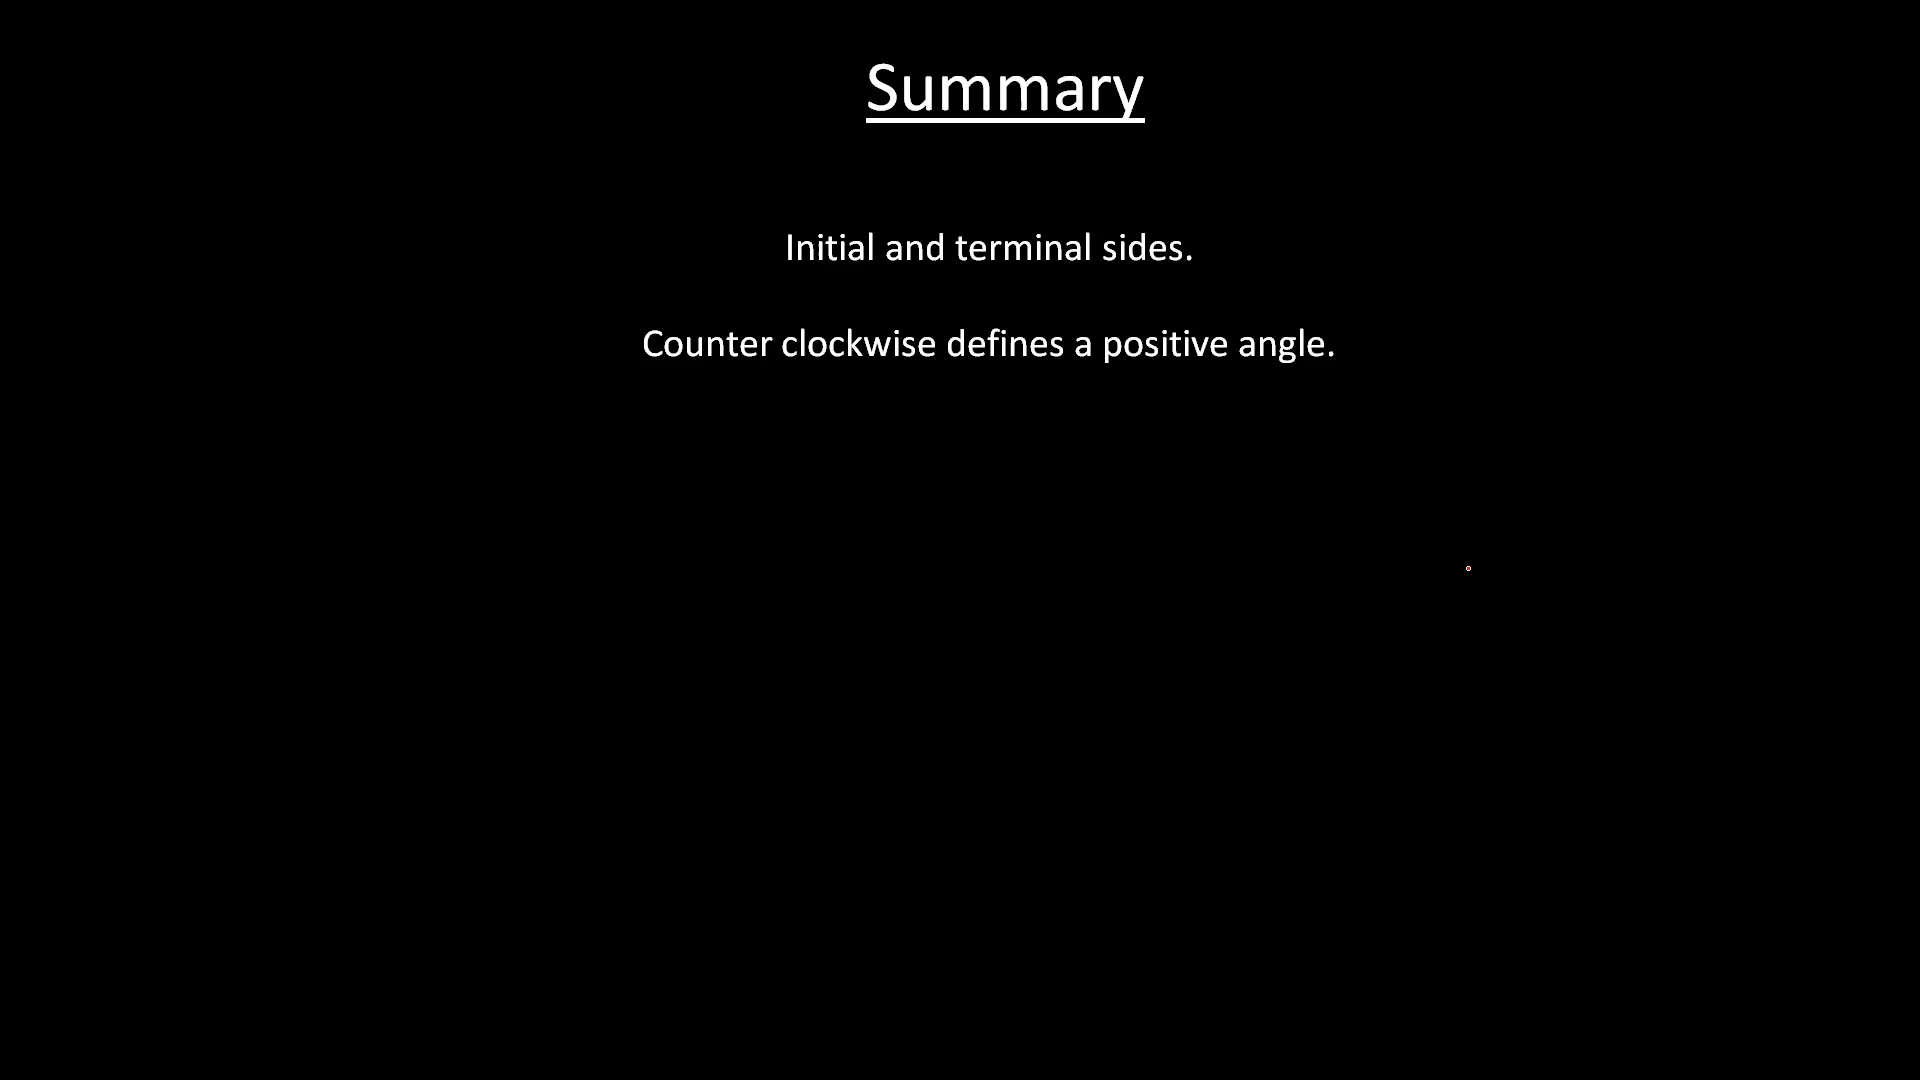 Summary
Initial and terminal sides.
Counter clockwise defines a positive angle.